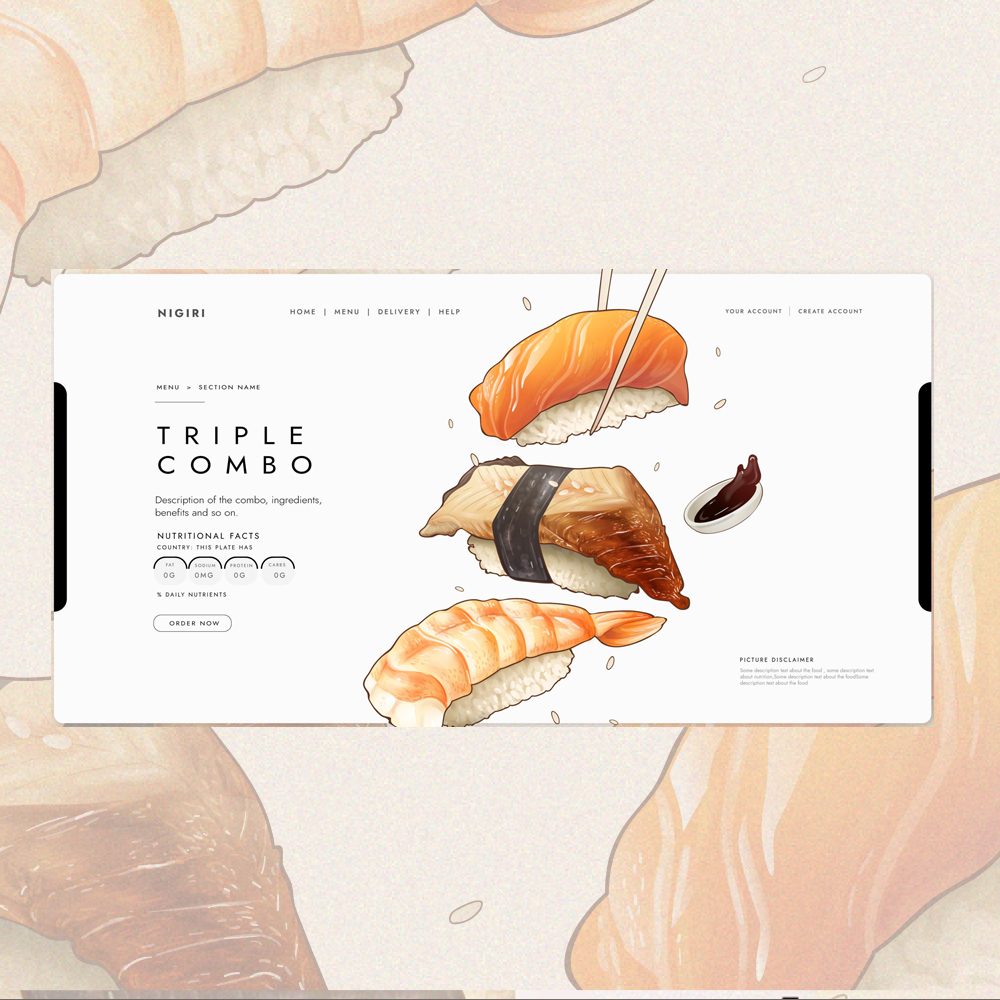 NIGIRI
HOME | MENU | DELIVERY | HELP
YOUR ACCOUNT | CREATE ACCOUNT
MENU > SECTION NAME
TRIPLE
COMBO
Description of the combo, ingredients,
benefits and so on.
NUTRITIONAL FACTS
COUNTRY: THIS PLATE HAS
FAT SODIUM PROTEIN CARBS
0G 0MG 0G 0G
% DAILY NUTRIENTS
ORDER NOW
PICTURE DISCLAIMER
Some description text about the food , some description text
about nutrition,Some description text about the foodSome
description text about the food